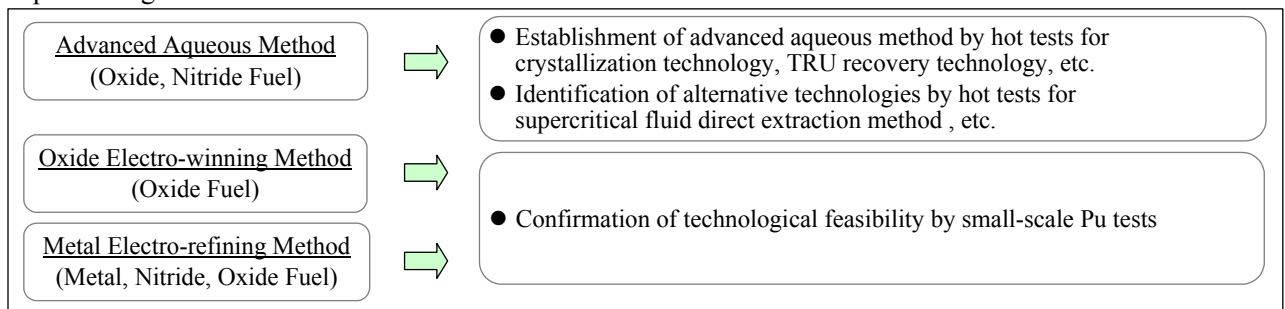 Advanced Aqueous Method
(Oxide, Nitride Fuel)
● Establishment of advanced aqueous method by hot tests for
crystallization technology, TRU recovery technology, etc.
● Identification of alternative technologies by hot tests for
supercritical fluid direct extraction method , etc.
Oxide Electro-winning Method
(Oxide Fuel)
Metal Electro-refining Method
(Metal, Nitride, Oxide Fuel)
● Confirmation of technological feasibility by small-scale Pu tests